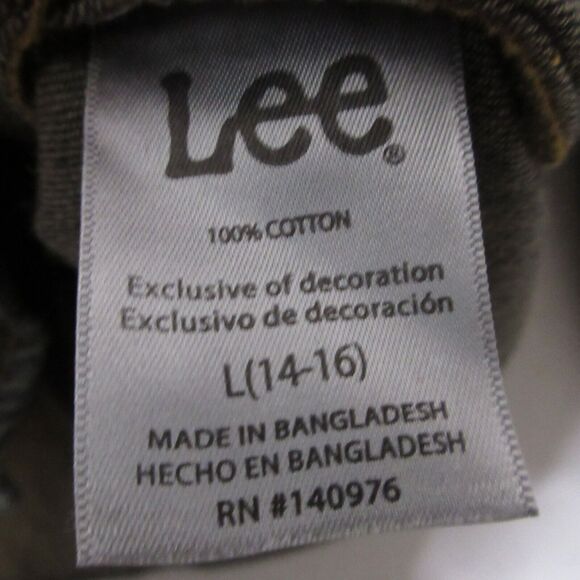 Lee®
100% COTTON
Exclusive of decoration
Exclusivo de decoración
L(14-16)
MADE IN BANGLADESH
HECHO EN BANGLADESH
RN #140976